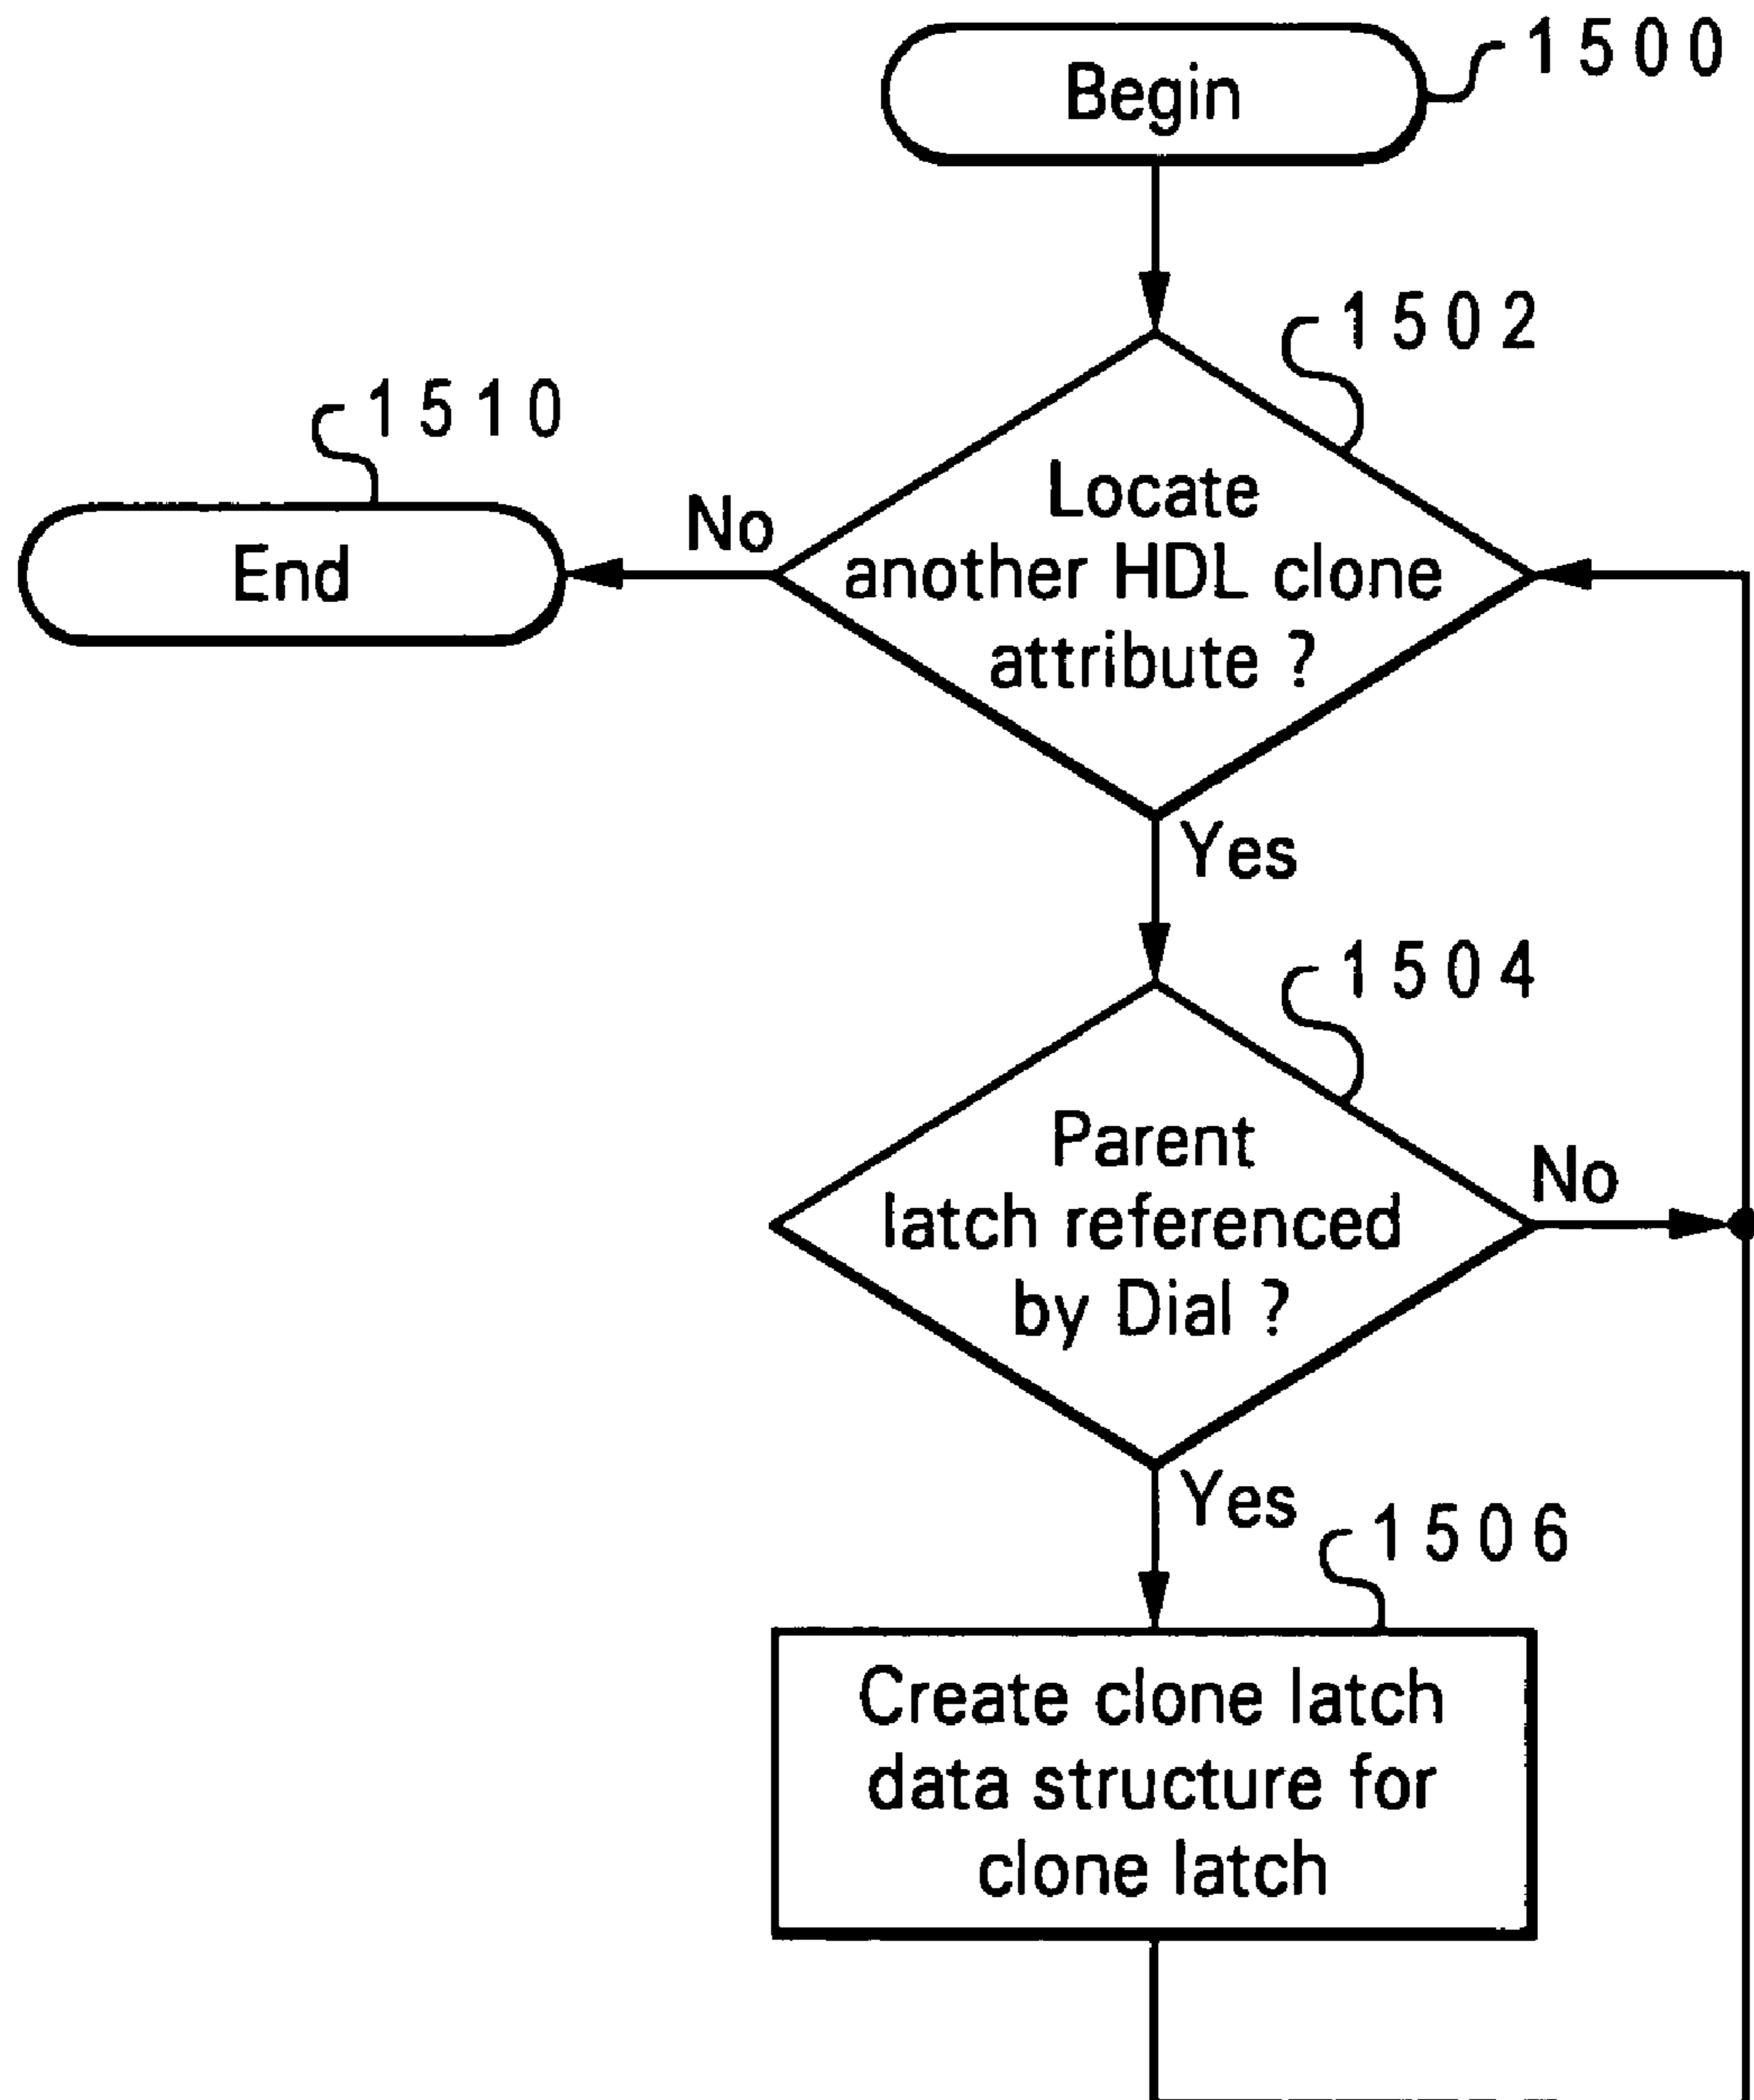 Begin
1500
1502
1510
Locate
another HDL clone
attribute ?
No
End
Yes
1504
Parent
latch referenced
by Dial ?
No
Yes
1506
Create clone latch
data structure for
clone latch